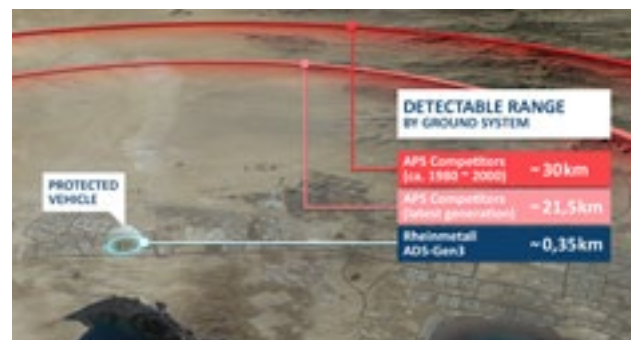 DETECTABLE RANGE
BY GROUND SYSTEM
APS Competitors
(ca. 1980 - 2000)
~ 30km
APS Competitors
(latest generation)
~ 21,5km
PROTECTED
VEHICLE
Rheinmetall
ADS-Gen3
~ 0,35km